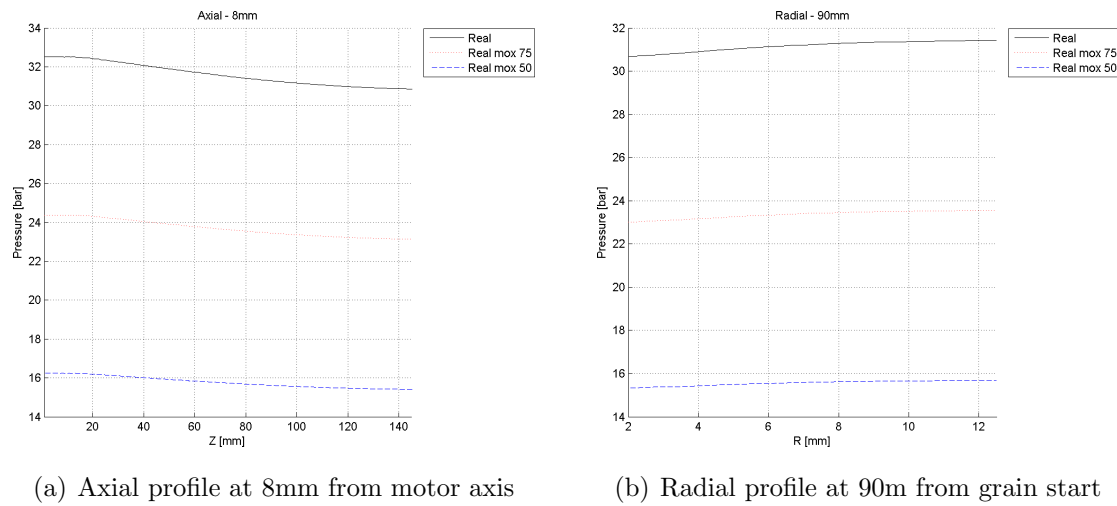 Axial - 8mm
34
32
30
28
26
24
22
20
18
16
14
20
40
60
80
100
120
140
Z [mm]
Pressure [bar]
Real
Real mox 75
Real mox 50
Radial - 90mm
32
30
28
26
24
22
20
18
16
14
2
4
6
8
10
12
R [mm]
Pressure [bar]
Real
Real mox 75
Real mox 50
(a) Axial profile at 8mm from motor axis
(b) Radial profile at 90m from grain start